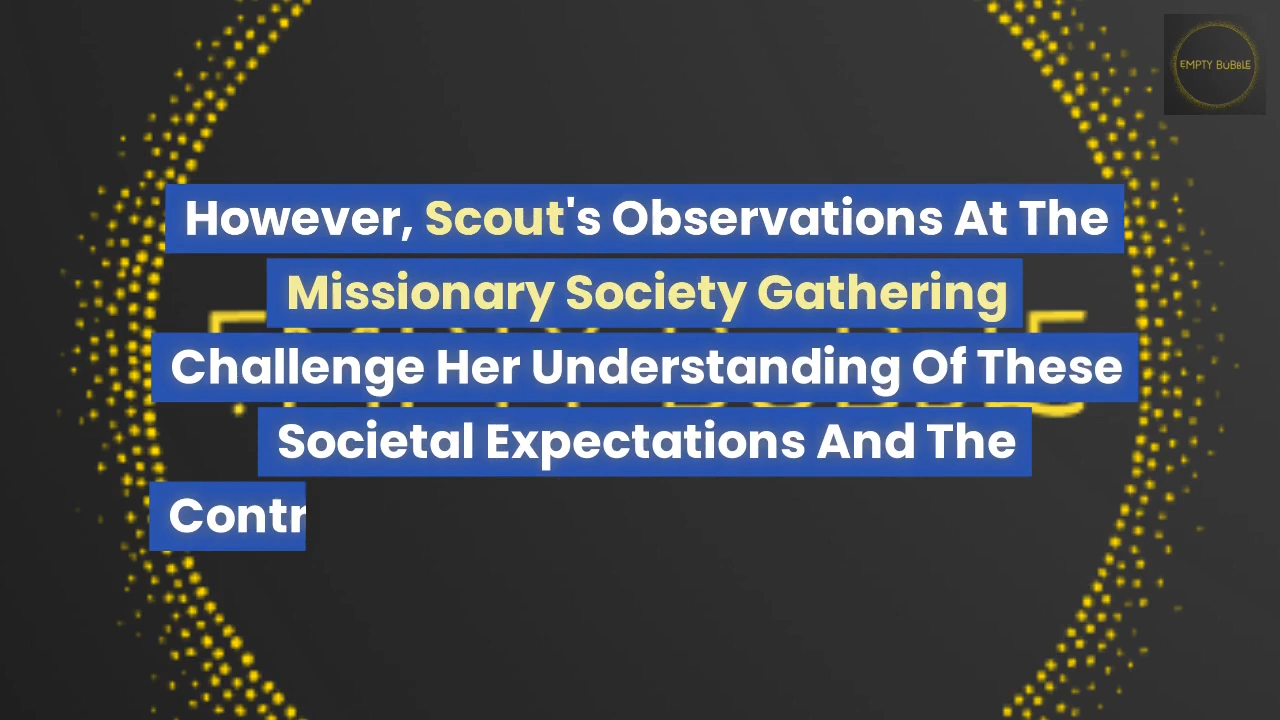 EMPTY BUBBLE
However, Scout's Observations At The
Missionary Society Gathering
Challenge Her Understanding Of These
Societal Expectations And The
Contr